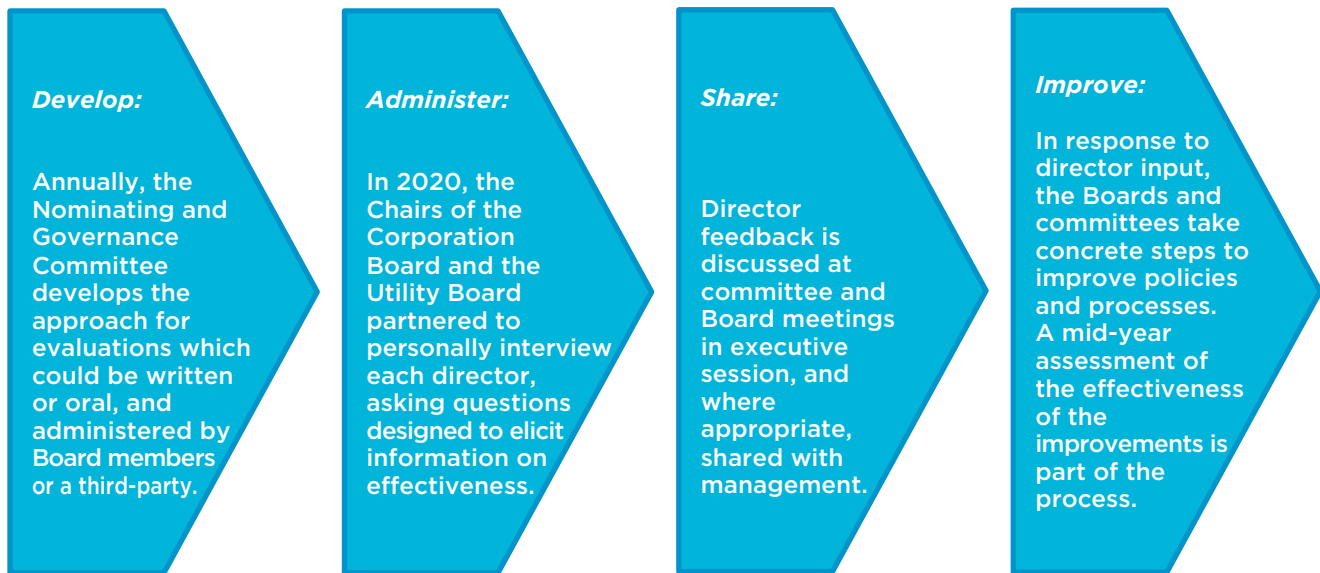 Develop:
Annually, the
Nominating and
Governance
Committee
develops the
approach for
evaluations which
could be written
or oral, and
administered by
Board members
or a third-party.
Administer:
In 2020, the
Chairs of the
Corporation
Board and the
Utility Board
partnered to
personally interview
each director,
asking questions
designed to elicit
information on
effectiveness.
Share:
Director
feedback is
discussed at
committee and
Board meetings
in executive
session, and
where
appropriate,
shared with
management.
Improve:
In response to
director input,
the Boards and
committees take
concrete steps to
improve policies
and processes.
A mid-year
assessment of
the effectiveness
of the
improvements is
part of the
process.